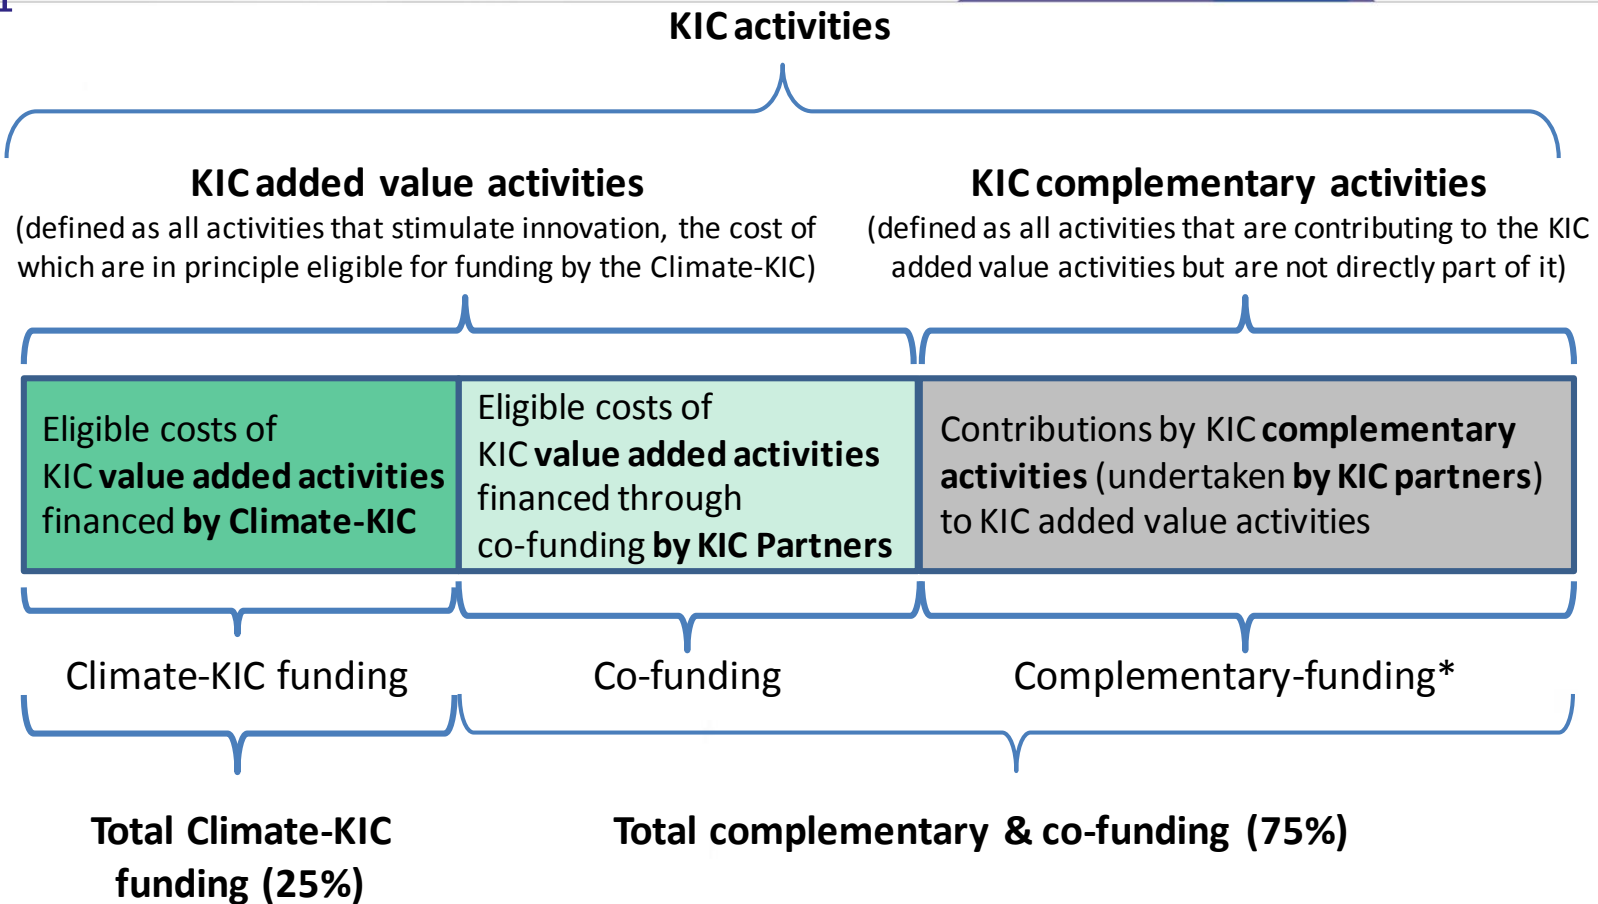 KIC activities
KIC added value activities
(defined as all activities that stimulate innovation, the cost of
which are in principle eligible for funding by the Climate-KIC)
KIC complementary activities
(defined as all activities that are contributing to the KIC
added value activities but are not directly part of it)
Eligible costs of
KIC value added activities
financed by Climate-KIC
Eligible costs of
KIC value added activities
financed through
co-funding by KIC Partners
Contributions by KIC complementary
activities (undertaken by KIC partners)
to KIC added value activities
Climate-KIC funding
Co-funding
Complementary-funding*
Total Climate-KIC
funding (25%)
Total complementary & co-funding (75%)